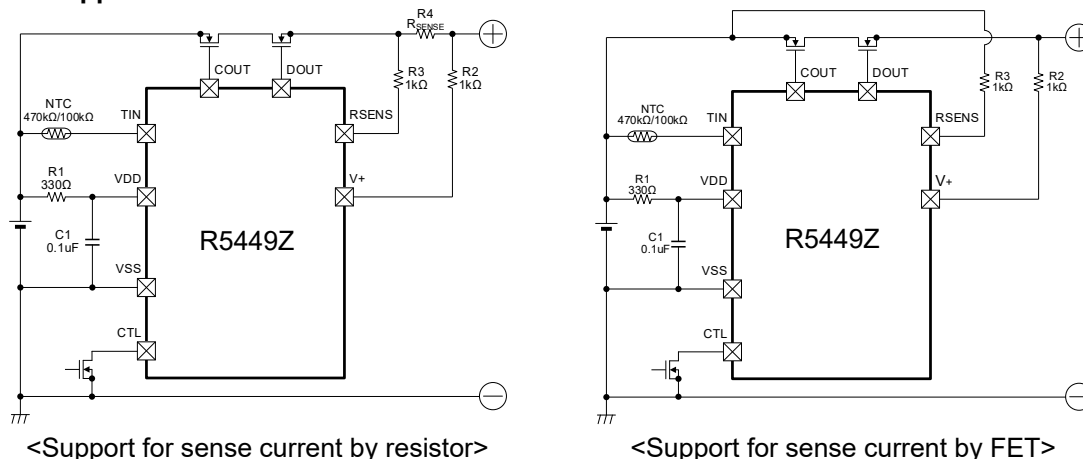 R4
RSENSE
COUT
DOUT
R3
1kΩ
R2
1kΩ
NTC
470kΩ/100kΩ
TIN
RSENS
R1
330Ω
VDD
V+
C1
0.1uF
R5449Z
VSS
CTL
<Support for sense current by resistor>
COUT
DOUT
R3
1kΩ
R2
1kΩ
NTC
470kΩ/100kΩ
TIN
RSENS
R1
330Ω
VDD
V+
C1
0.1uF
R5449Z
VSS
CTL
<Support for sense current by FET>